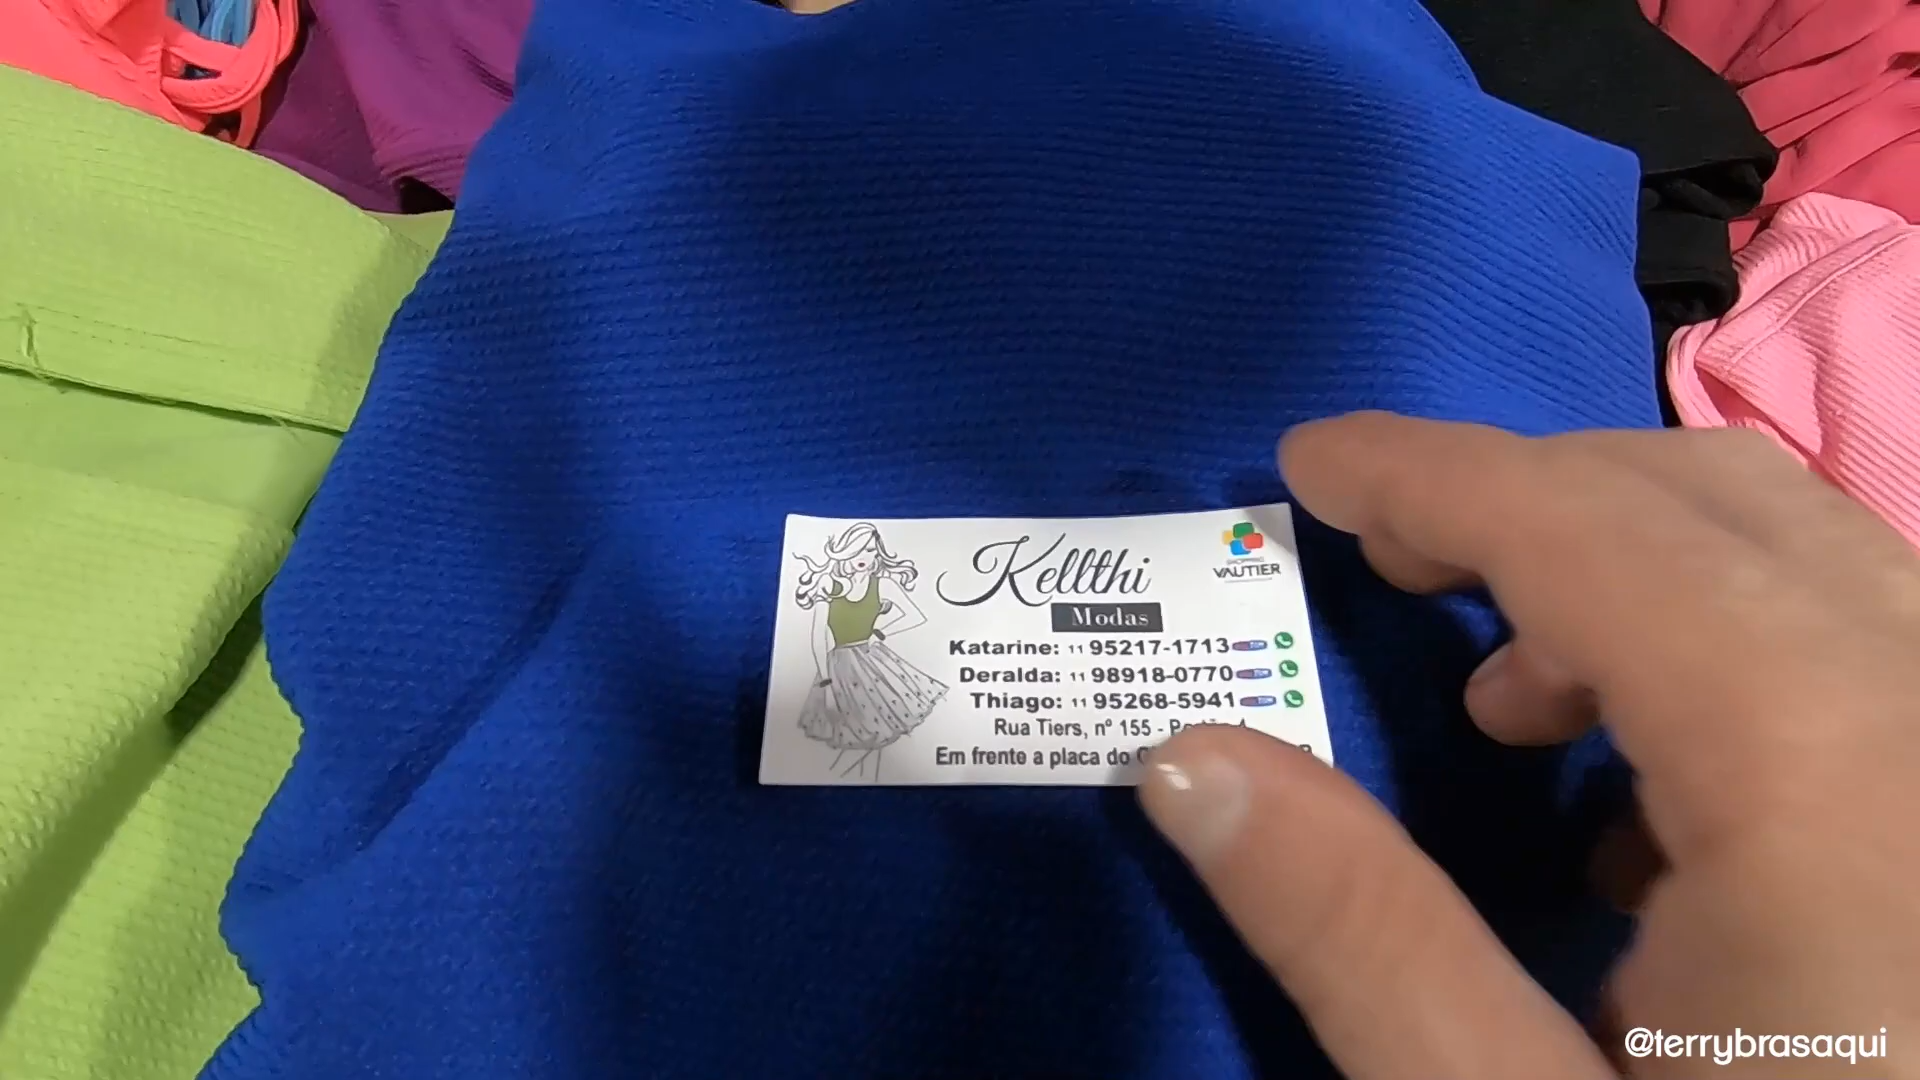 Kellthi
Modas
SHOPPING
VAUTIER
Katarine: 11 95217-1713
Deralda: 11 98918-0770
Thiago: 11 95268-5941
Rua Tiers, nº 155 -
Em frente a placa do
@terrybrasaqui